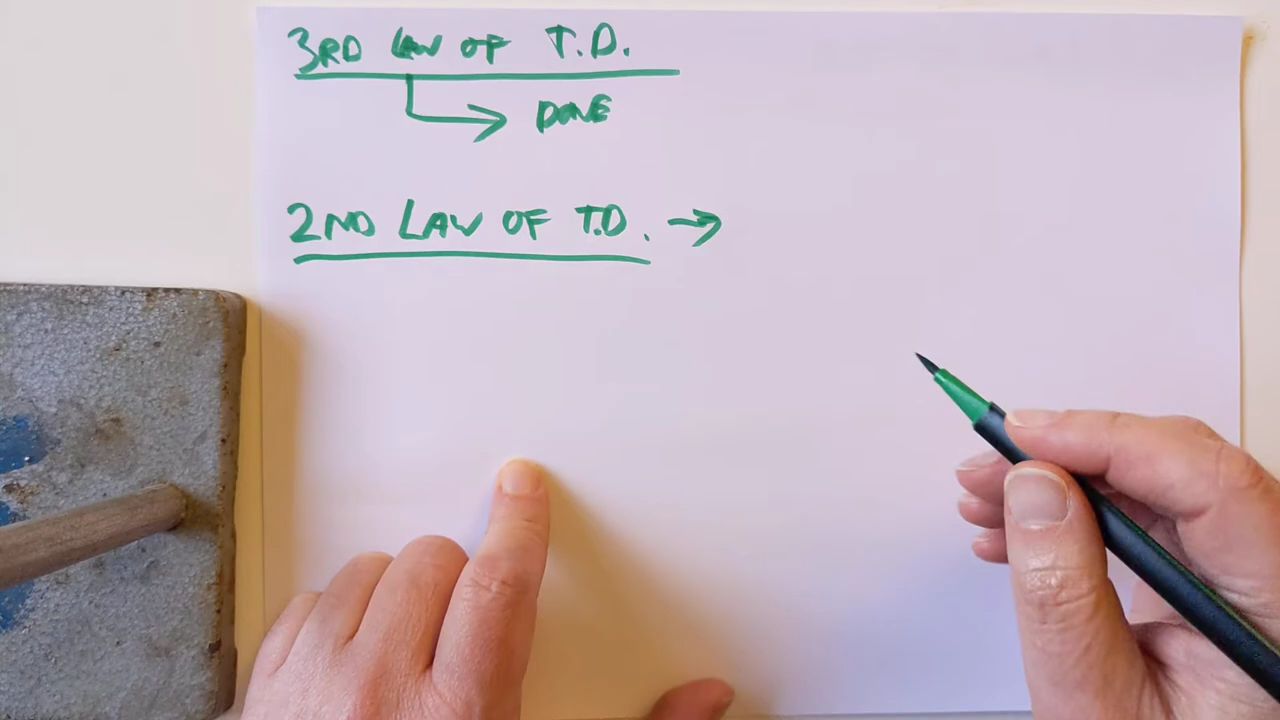 3RD LAW OF T.D.
DONE
2ND LAW OF T.D. →